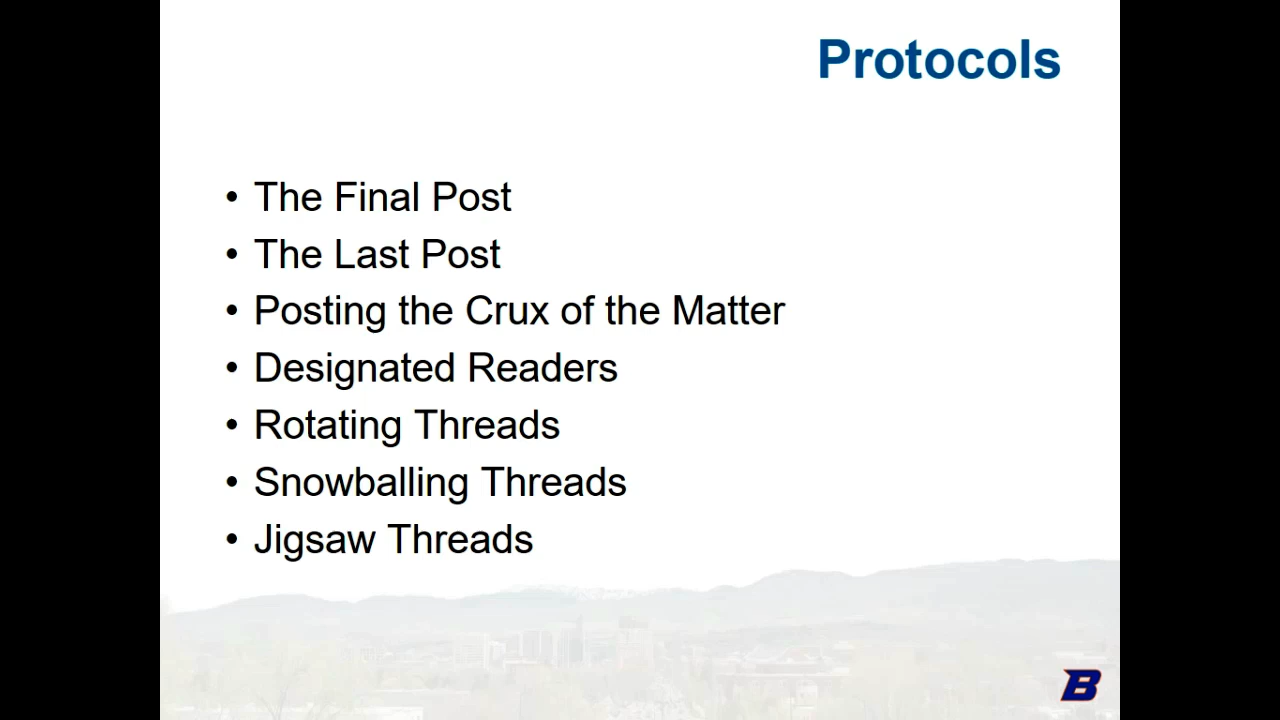 Protocols
• The Final Post
• The Last Post
• Posting the Crux of the Matter
• Designated Readers
• Rotating Threads
• Snowballing Threads
• Jigsaw Threads
B